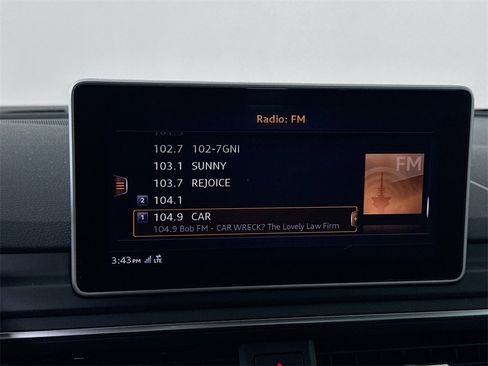 Radio: FM
102.7 102-7GNI
103.1 SUNNY
103.7 REJOICE
2 104.1
1 104.9 CAR
104.9 Bob FM - CAR WRECK? The Lovely Law Firm
FM
3:43PM LTE